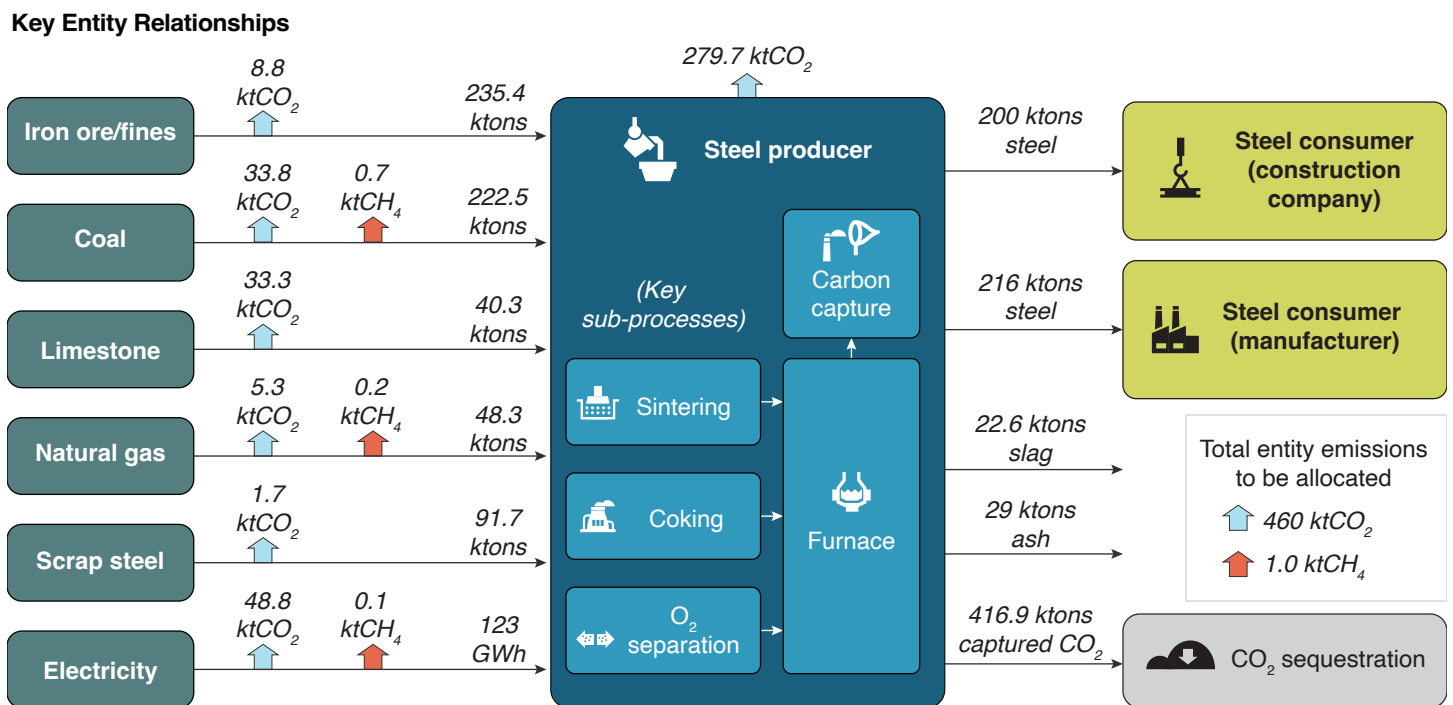 Key Entity Relationships
279.7 ktCO₂
8.8
ktCO₂
235.4
ktons
Iron ore/fines
33.8
ktCO₂
0.7
ktCH₄
222.5
ktons
Coal
33.3
ktCO₂
40.3
ktons
Limestone
5.3
ktCO₂
0.2
ktCH₄
48.3
ktons
Natural gas
1.7
ktCO₂
91.7
ktons
Scrap steel
48.8
ktCO₂
0.1
ktCH₄
123
GWh
Electricity
Steel producer
(Key
sub-processes)
Carbon
capture
Sintering
Coking
O₂
separation
Furnace
200 ktons
steel
Steel consumer
(construction
company)
216 ktons
steel
Steel consumer
(manufacturer)
22.6 ktons
slag
29 ktons
ash
Total entity emissions
to be allocated
460 ktCO₂
1.0 ktCH₄
416.9 ktons
captured CO₂
CO₂ sequestration